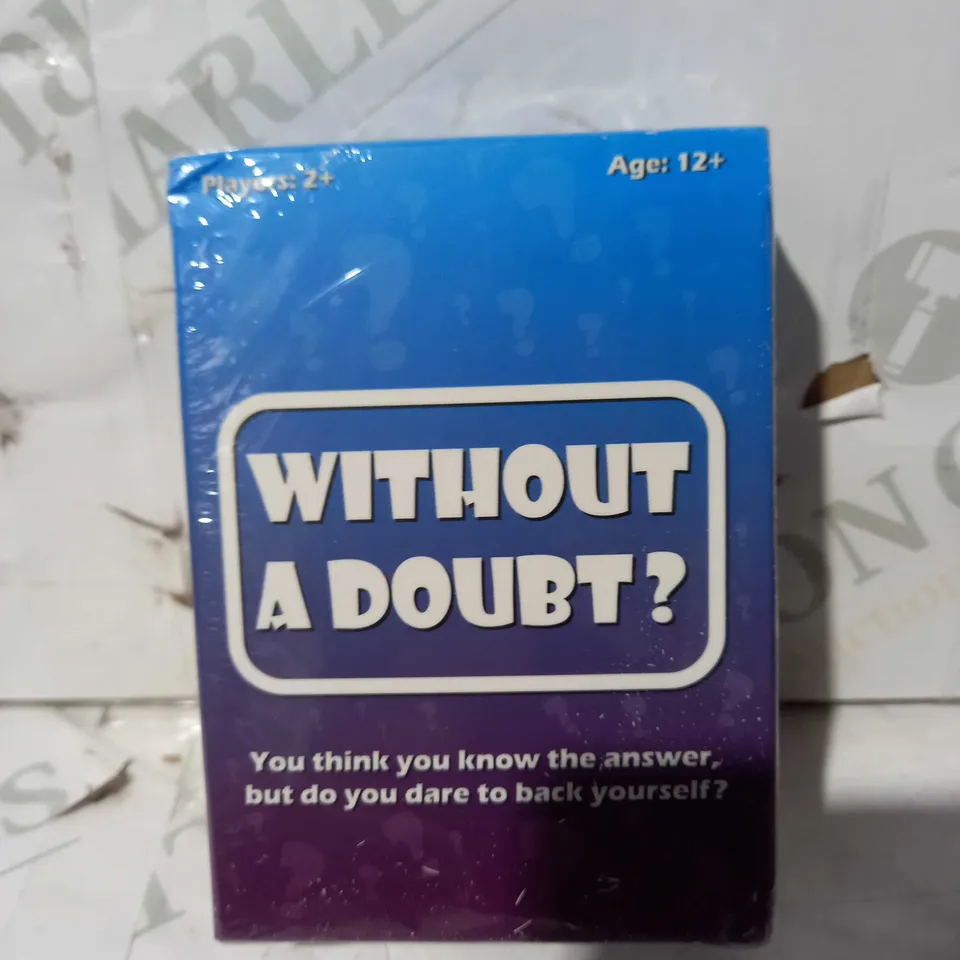 Players: 2+
Age: 12+
WITHOUT
A DOUBT?
You think you know the answer,
but do you dare to back yourself?